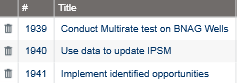 # Title
1939 Conduct Multirate test on BNAG Wells
1940 Use data to update IPSM
1941 Implement identified opportunities